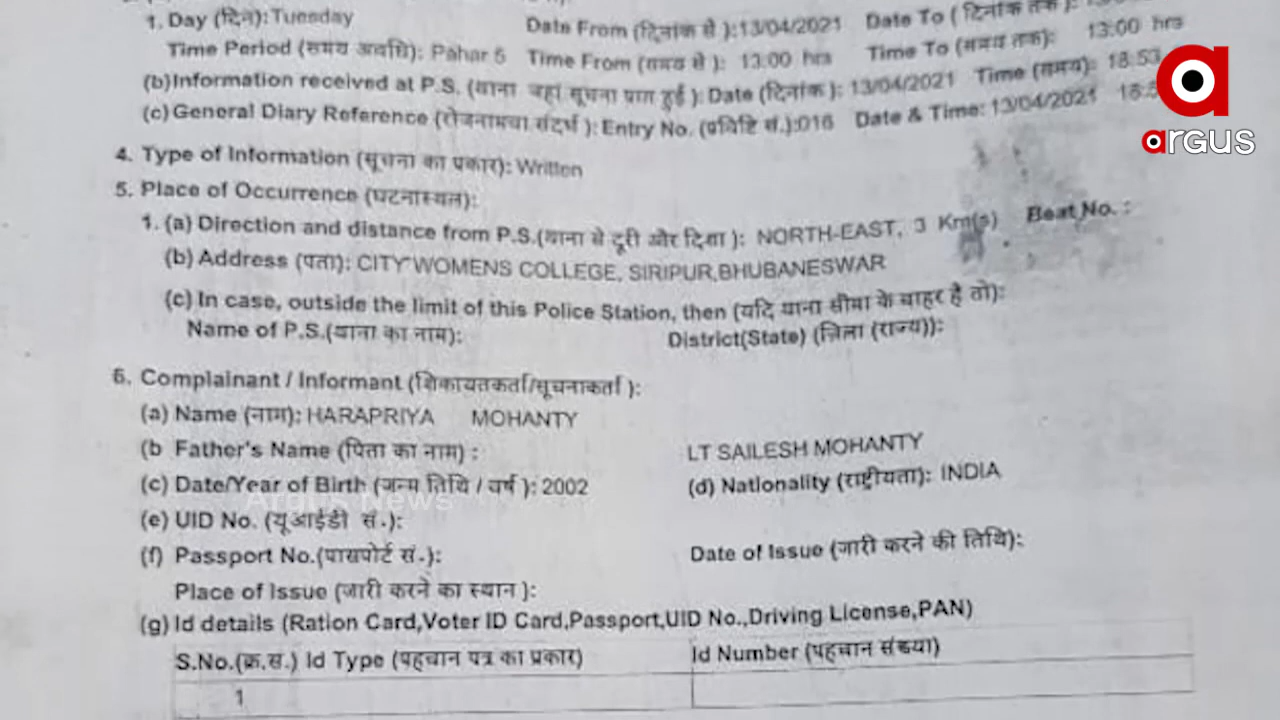 1. Day (दिन): Tuesday Date From (दिनांक से ):13/04/2021 Date To ( दिनांक तक ):
Time Period (समय अवधि): Pahar 5 Time From (समय से ): 13:00 hrs Time To (समय तक): 13:00 hrs
(b)Information received at P.S. (थाना जहां सूचना प्राप्त हुई ): Date (दिनांक ): 13/04/2021 Time (समय): 18:53
(c)General Diary Reference (रोजनामचा संदर्भ ): Entry No. (प्रविष्टि सं.):016 Date & Time: 13/04/2021
argus
4. Type of Information (सूचना का प्रकार): Written
5. Place of Occurrence (घटनास्थल):
1. (a) Direction and distance from P.S.(थाना से दूरी और दिशा ): NORTH-EAST, 3 Km(s) Beat No. :
(b) Address (पता): CITY WOMENS COLLEGE, SIRIPUR,BHUBANESWAR
(c) In case, outside the limit of this Police Station, then (यदि थाना सीमा के बाहर है तो):
Name of P.S.(थाना का नाम): District(State) (ज़िला (राज्य)):
6. Complainant / Informant (शिकायतकर्ता/सूचनाकर्ता ):
(a) Name (नाम): HARAPRIYA MOHANTY
(b Father's Name (पिता का नाम) : LT SAILESH MOHANTY
(c) Date/Year of Birth (जन्म तिथि / वर्ष ): 2002 (d) Nationality (राष्ट्रीयता): INDIA
Argus News
(e) UID No. (यूआईडी सं.):
(f) Passport No.(पासपोर्ट सं.): Date of Issue (जारी करने की तिथि):
Place of Issue (जारी करने का स्थान ):
(g) Id details (Ration Card,Voter ID Card,Passport,UID No.,Driving License,PAN)
S.No.(क्र.सं.) Id Type (पहचान पत्र का प्रकार) Id Number (पहचान संख्या)
1